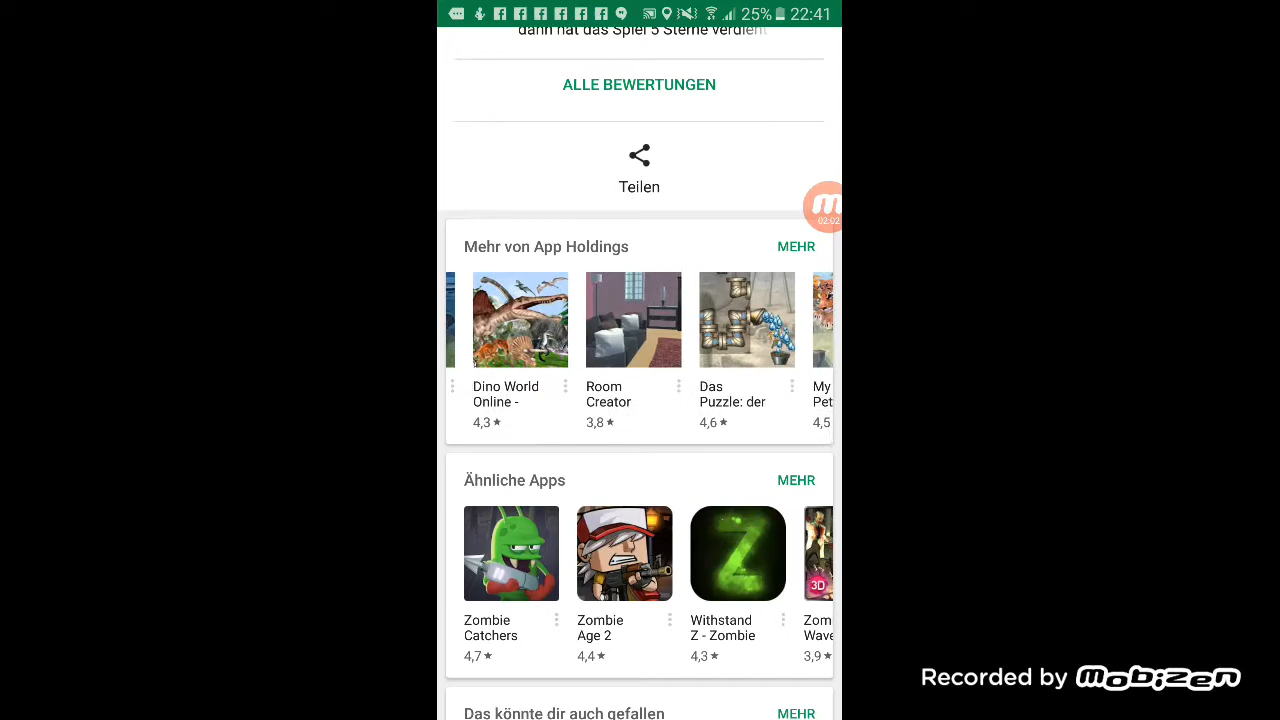 25% 22:41
dann hat das Spiel 5 Sterne verdient
ALLE BEWERTUNGEN
Teilen
02:02
Mehr von App Holdings MEHR
Dino World Room Das My
Online - Creator Puzzle: der Pet
4,3 3,8 4,6 4,5
Ähnliche Apps MEHR
3D
Zombie Zombie Withstand Zom
Catchers Age 2 Z - Zombie Wave
4,7 4,4 4,3 3,9
Das könnte dir auch gefallen MEHR
Recorded by mobizen